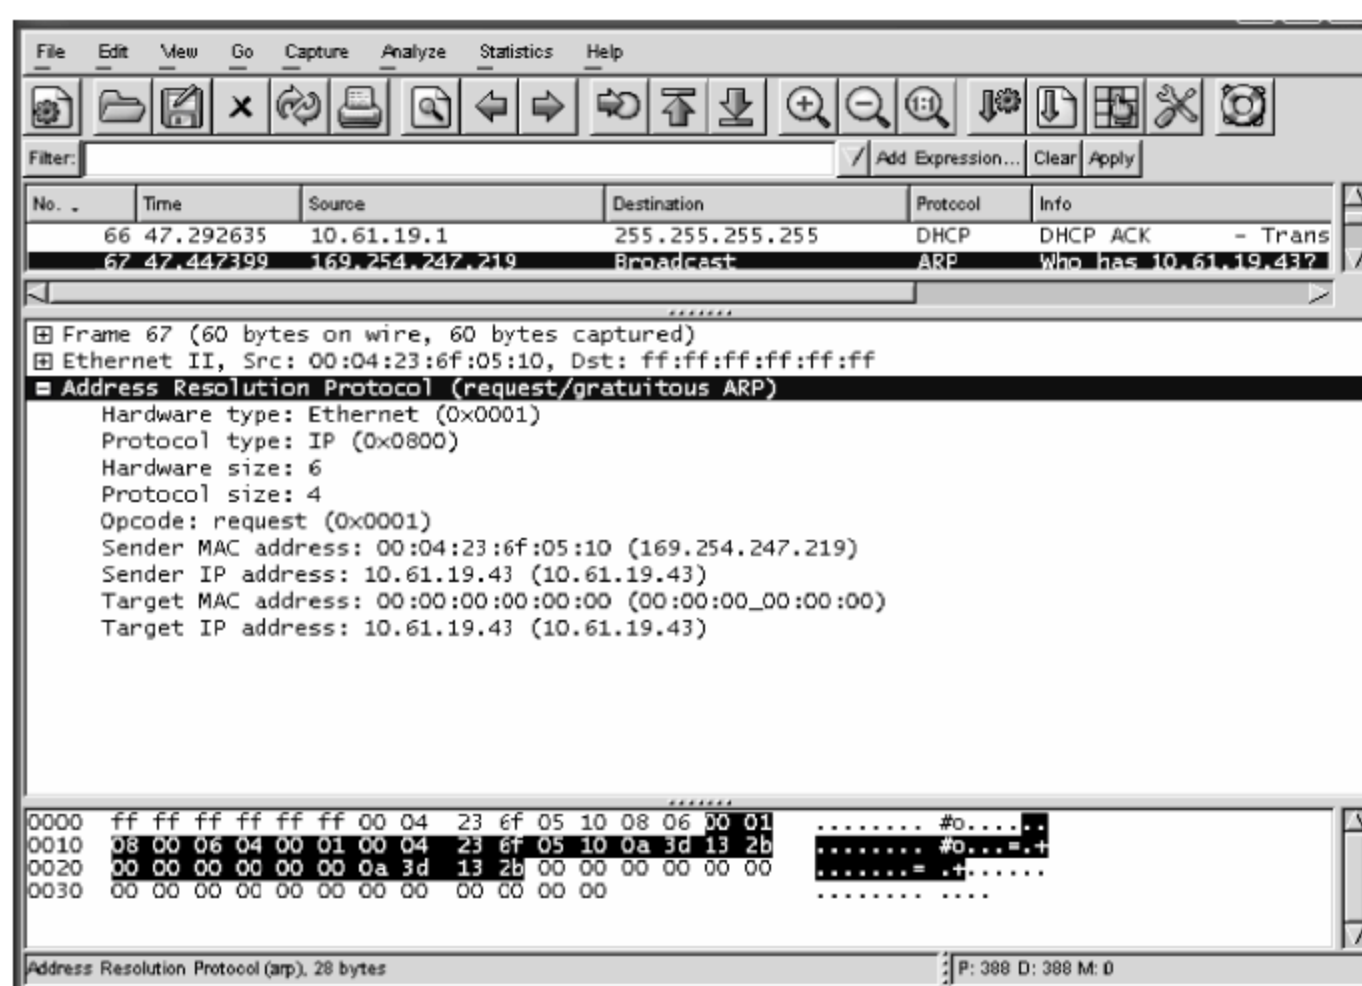 File Edit View Go Capture Analyze Statistics Help
Filter: Add Expression... Clear Apply
No. Time Source Destination Protocol Info
66 47.292635 10.61.19.1 255.255.255.255 DHCP DHCP ACK - Trans
67 47.447399 169.254.247.219 Broadcast ARP Who has 10.61.19.43?
Frame 67 (60 bytes on wire, 60 bytes captured)
Ethernet II, Src: 00:04:23:6f:05:10, Dst: ff:ff:ff:ff:ff:ff
Address Resolution Protocol (request/gratuitous ARP)
Hardware type: Ethernet (0x0001)
Protocol type: IP (0x0800)
Hardware size: 6
Protocol size: 4
Opcode: request (0x0001)
Sender MAC address: 00:04:23:6f:05:10 (169.254.247.219)
Sender IP address: 10.61.19.43 (10.61.19.43)
Target MAC address: 00:00:00:00:00:00 (00:00:00_00:00:00)
Target IP address: 10.61.19.43 (10.61.19.43)
0000 ff ff ff ff ff ff 00 04 23 6f 05 10 08 06 00 01 ........ #o......
0010 08 00 06 04 00 01 00 04 23 6f 05 10 0a 3d 13 2b ........ #o...=.+
0020 00 00 00 00 00 00 0a 3d 13 2b 00 00 00 00 00 00 .......= .+......
0030 00 00 00 00 00 00 00 00 00 00 00 00 ........ ....
Address Resolution Protocol (arp), 28 bytes P: 388 D: 388 M: 0